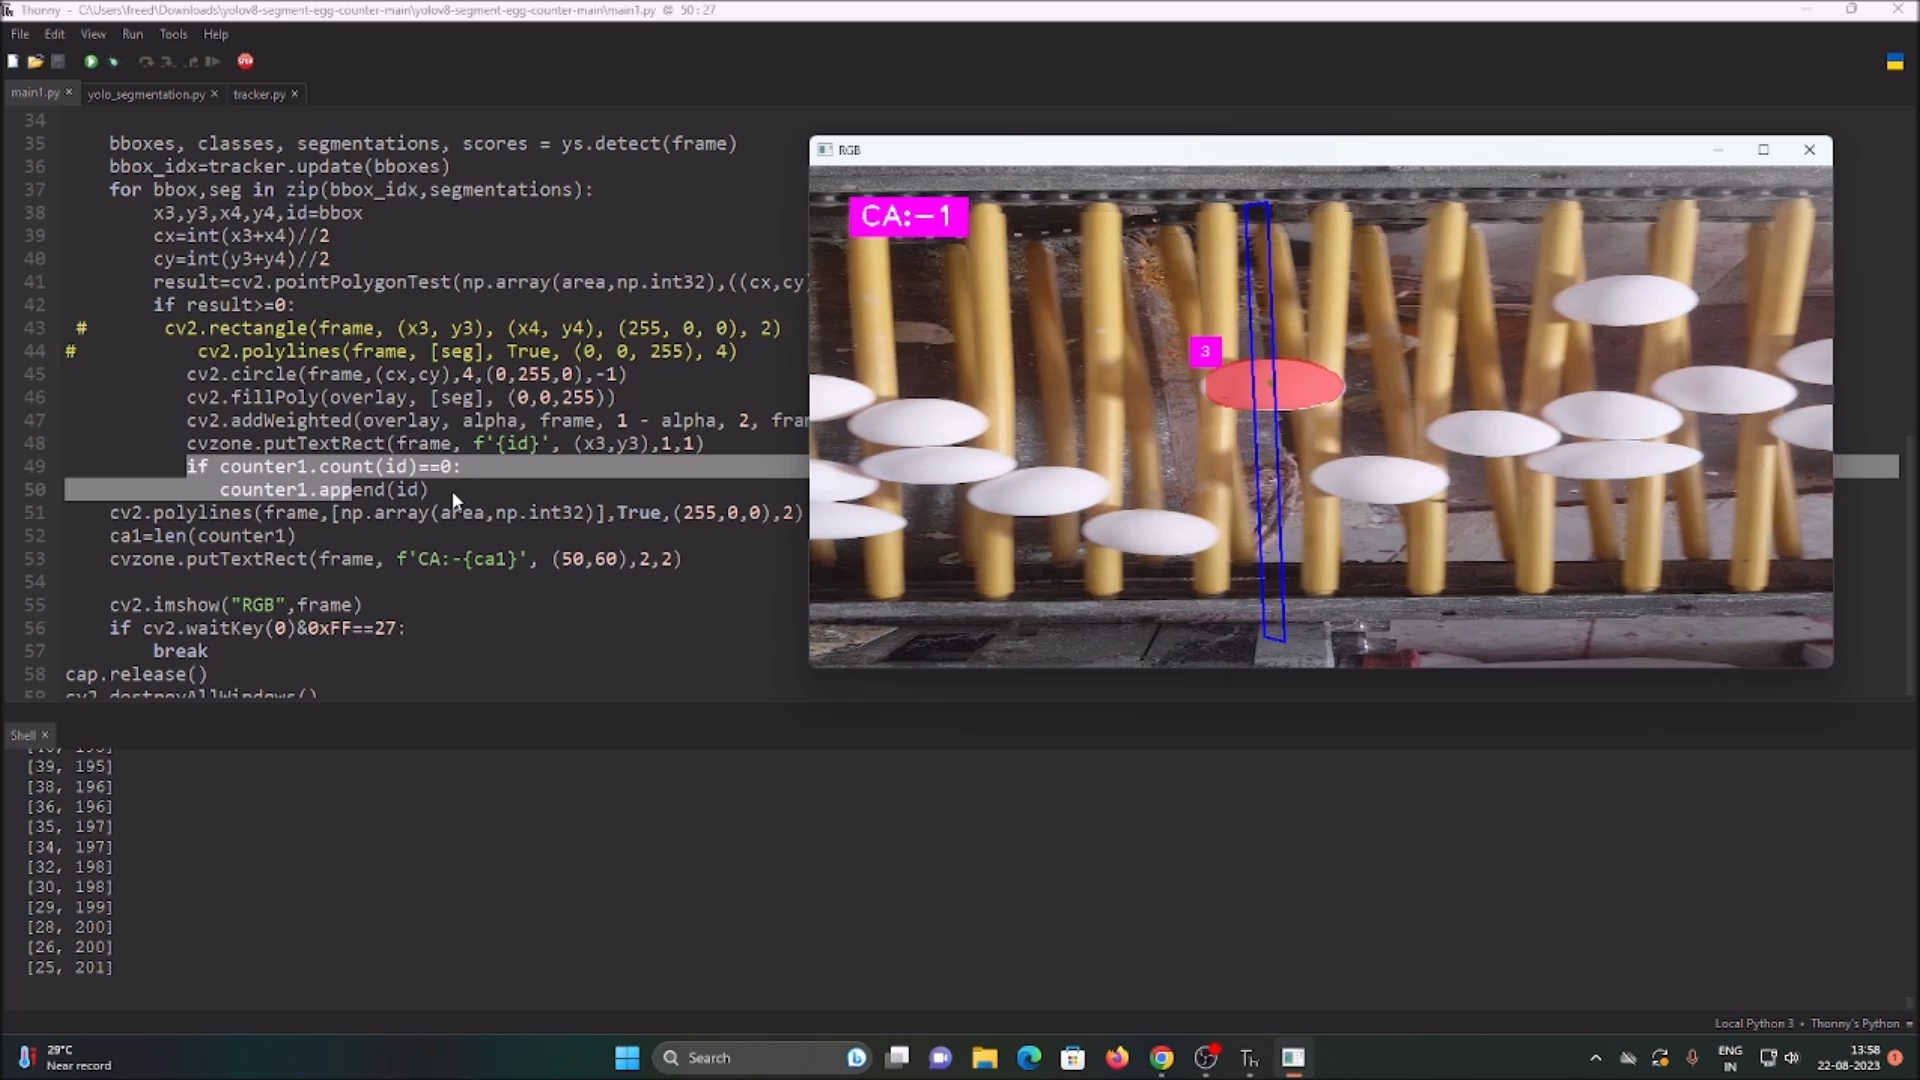 Thonny - C:\Users\freed\Downloads\yolov8-segment-egg-counter-main\yolov8-segment-egg-counter-main\main1.py @ 50:27
File Edit View Run Tools Help
main1.py × yolo_segmentation.py × tracker.py ×
34
35 bboxes, classes, segmentations, scores = ys.detect(frame)
36 bbox_idx=tracker.update(bboxes)
37 for bbox,seg in zip(bbox_idx,segmentations):
38 x3,y3,x4,y4,id=bbox
39 cx=int(x3+x4)//2
40 cy=int(y3+y4)//2
41 result=cv2.pointPolygonTest(np.array(area,np.int32),((cx,cy)
42 if result>=0:
43 # cv2.rectangle(frame, (x3, y3), (x4, y4), (255, 0, 0), 2)
44 # cv2.polylines(frame, [seg], True, (0, 0, 255), 4)
45 cv2.circle(frame,(cx,cy),4,(0,255,0),-1)
46 cv2.fillPoly(overlay, [seg], (0,0,255))
47 cv2.addWeighted(overlay, alpha, frame, 1 - alpha, 2, fram
48 cvzone.putTextRect(frame, f'{id}', (x3,y3),1,1)
49 if counter1.count(id)==0:
50 counter1.append(id)
51 cv2.polylines(frame,[np.array(area,np.int32)],True,(255,0,0),2)
52 ca1=len(counter1)
53 cvzone.putTextRect(frame, f'CA:-{ca1}', (50,60),2,2)
54
55 cv2.imshow("RGB",frame)
56 if cv2.waitKey(0)&0xFF==27:
57 break
58 cap.release()
59 cv2.destroyAllWindows()
RGB
CA:-1
3
Shell ×
[39, 195]
[38, 196]
[36, 196]
[35, 197]
[34, 197]
[32, 198]
[30, 198]
[29, 199]
[28, 200]
[26, 200]
[25, 201]
Local Python 3 • Thonny's Python
29°C
Near record
Search
Th
ENG
IN
13:58
22-08-2023
1